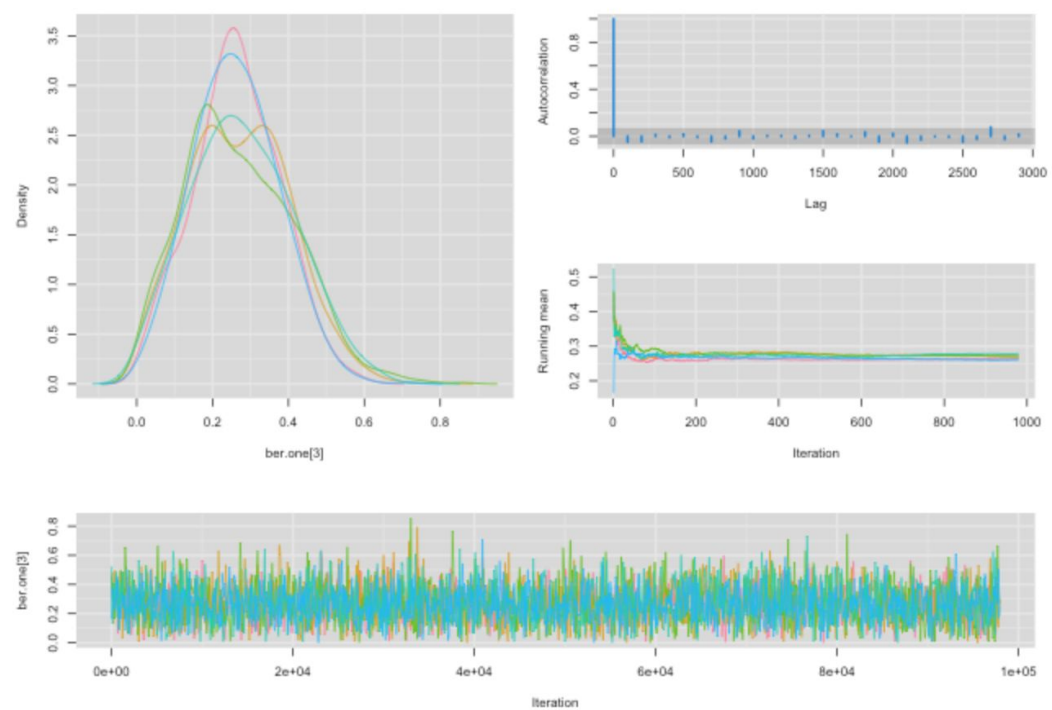 Density
0.0 0.5 1.0 1.5 2.0 2.5 3.0 3.5
0.0 0.2 0.4 0.6 0.8
ber.one[3]
Autocorrelation
0.0 0.4 0.8
0 500 1000 1500 2000 2500 3000
Lag
Running mean
0.2 0.3 0.4 0.5
0 200 400 600 800 1000
Iteration
ber.one[3]
0.0 0.2 0.4 0.6 0.8
0e+00 2e+04 4e+04 6e+04 8e+04 1e+05
Iteration